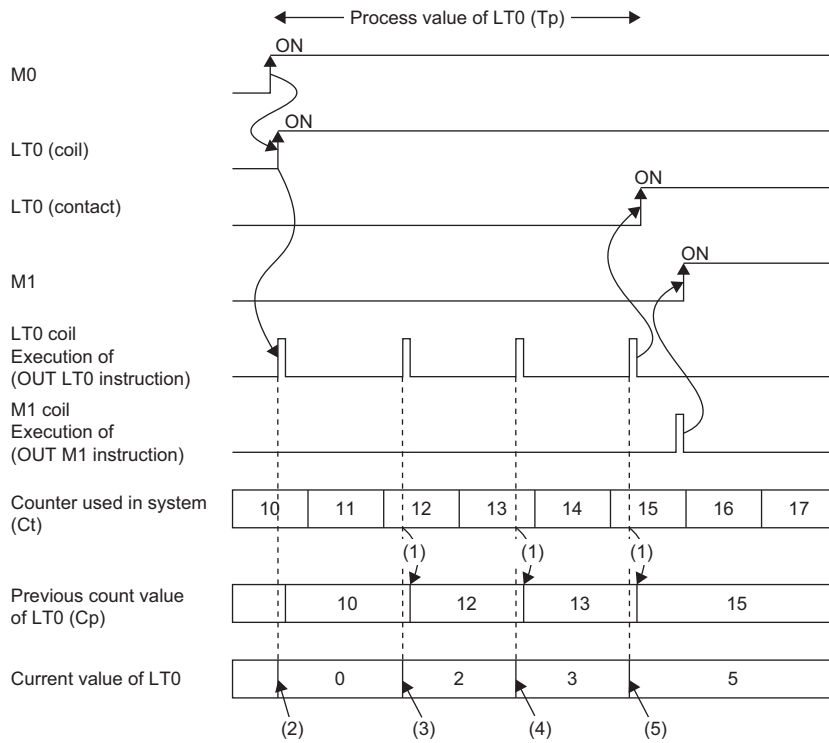 Process value of LT0 (Tp)
ON
M0
ON
LT0 (coil)
ON
LT0 (contact)
ON
M1
LT0 coil
Execution of
(OUT LT0 instruction)
M1 coil
Execution of
(OUT M1 instruction)
Counter used in system
(Ct)
10 11 12 13 14 15 16 17
(1) (1) (1)
Previous count value
of LT0 (Cp)
10 12 13 15
Current value of LT0
0 2 3 5
(2) (3) (4) (5)